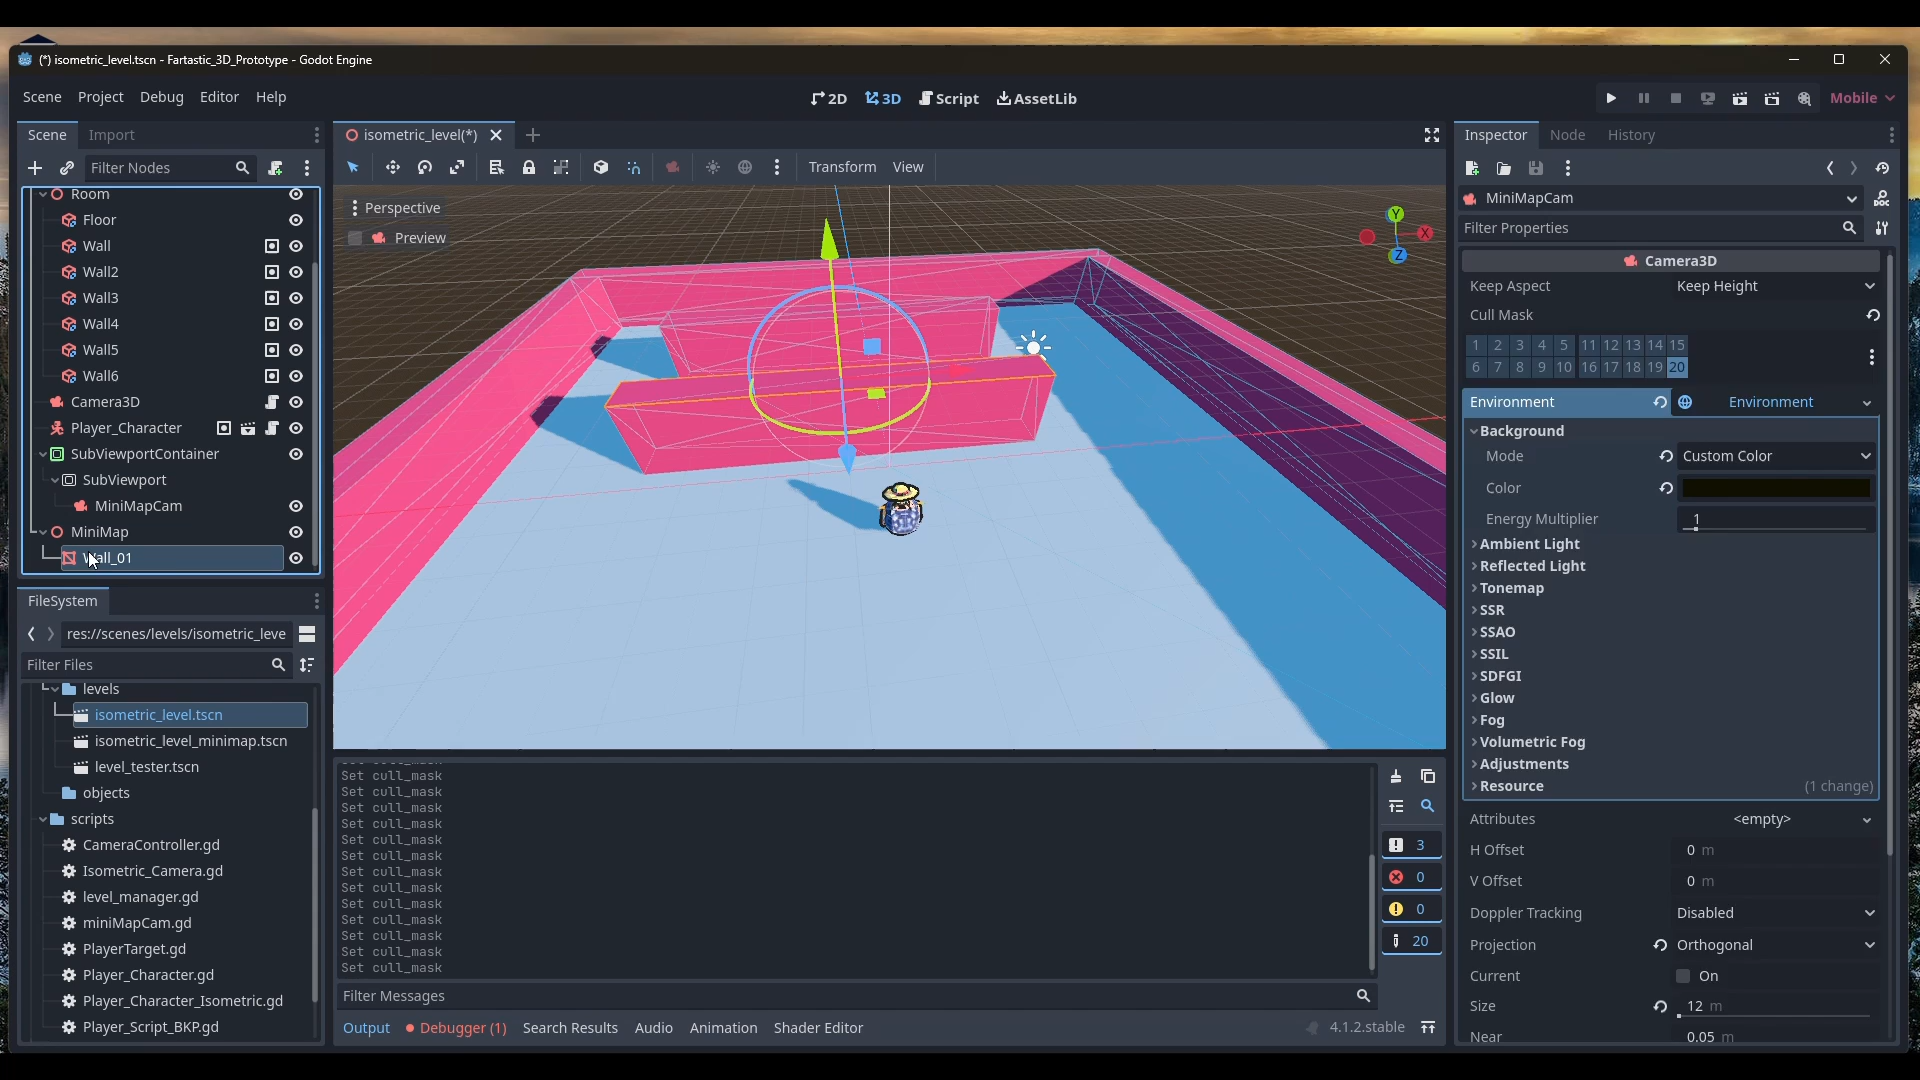 (*) isometric_level.tscn - Fartastic_3D_Prototype - Godot Engine
Scene Project Debug Editor Help
2D 3D Script AssetLib
Mobile
Scene Import
isometric_level(*)
Inspector Node History
Filter Nodes
Transform View
Room
Floor
Wall
Wall2
Wall3
Wall4
Wall5
Wall6
Camera3D
Player_Character
SubViewportContainer
SubViewport
MiniMapCam
MiniMap
Wall_01
FileSystem
res://scenes/levels/isometric_leve
Filter Files
levels
isometric_level.tscn
isometric_level_minimap.tscn
level_tester.tscn
objects
scripts
CameraController.gd
Isometric_Camera.gd
level_manager.gd
miniMapCam.gd
PlayerTarget.gd
Player_Character.gd
Player_Character_Isometric.gd
Player_Script_BKP.gd
Perspective
Preview
Y
X
Z
Set cull_mask
Set cull_mask
Set cull_mask
Set cull_mask
Set cull_mask
Set cull_mask
Set cull_mask
Set cull_mask
Set cull_mask
Set cull_mask
Set cull_mask
Set cull_mask
Set cull_mask
3
0
0
20
Filter Messages
Output Debugger (1) Search Results Audio Animation Shader Editor
4.1.2.stable
MiniMapCam
DOC
Filter Properties
Camera3D
Keep Aspect Keep Height
Cull Mask
1 2 3 4 5 11 12 13 14 15
6 7 8 9 10 16 17 18 19 20
Environment Environment
Background
Mode Custom Color
Color
Energy Multiplier 1
Ambient Light
Reflected Light
Tonemap
SSR
SSAO
SSIL
SDFGI
Glow
Fog
Volumetric Fog
Adjustments
Resource (1 change)
Attributes <empty>
H Offset 0 m
V Offset 0 m
Doppler Tracking Disabled
Projection Orthogonal
Current On
Size 12 m
Near 0.05 m